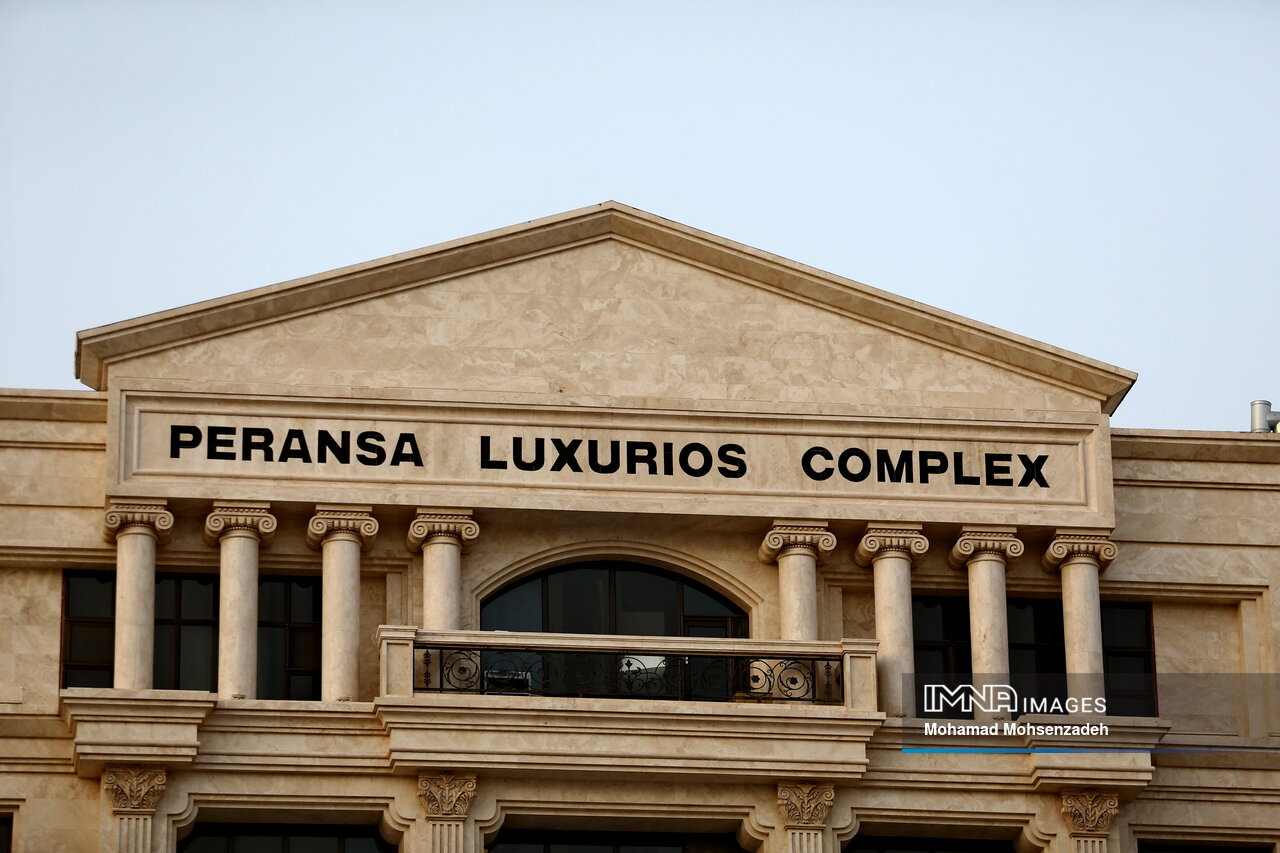 PERANSA LUXURIOS COMPLEX
IMNA IMAGES
Mohamad Mohsenzadeh